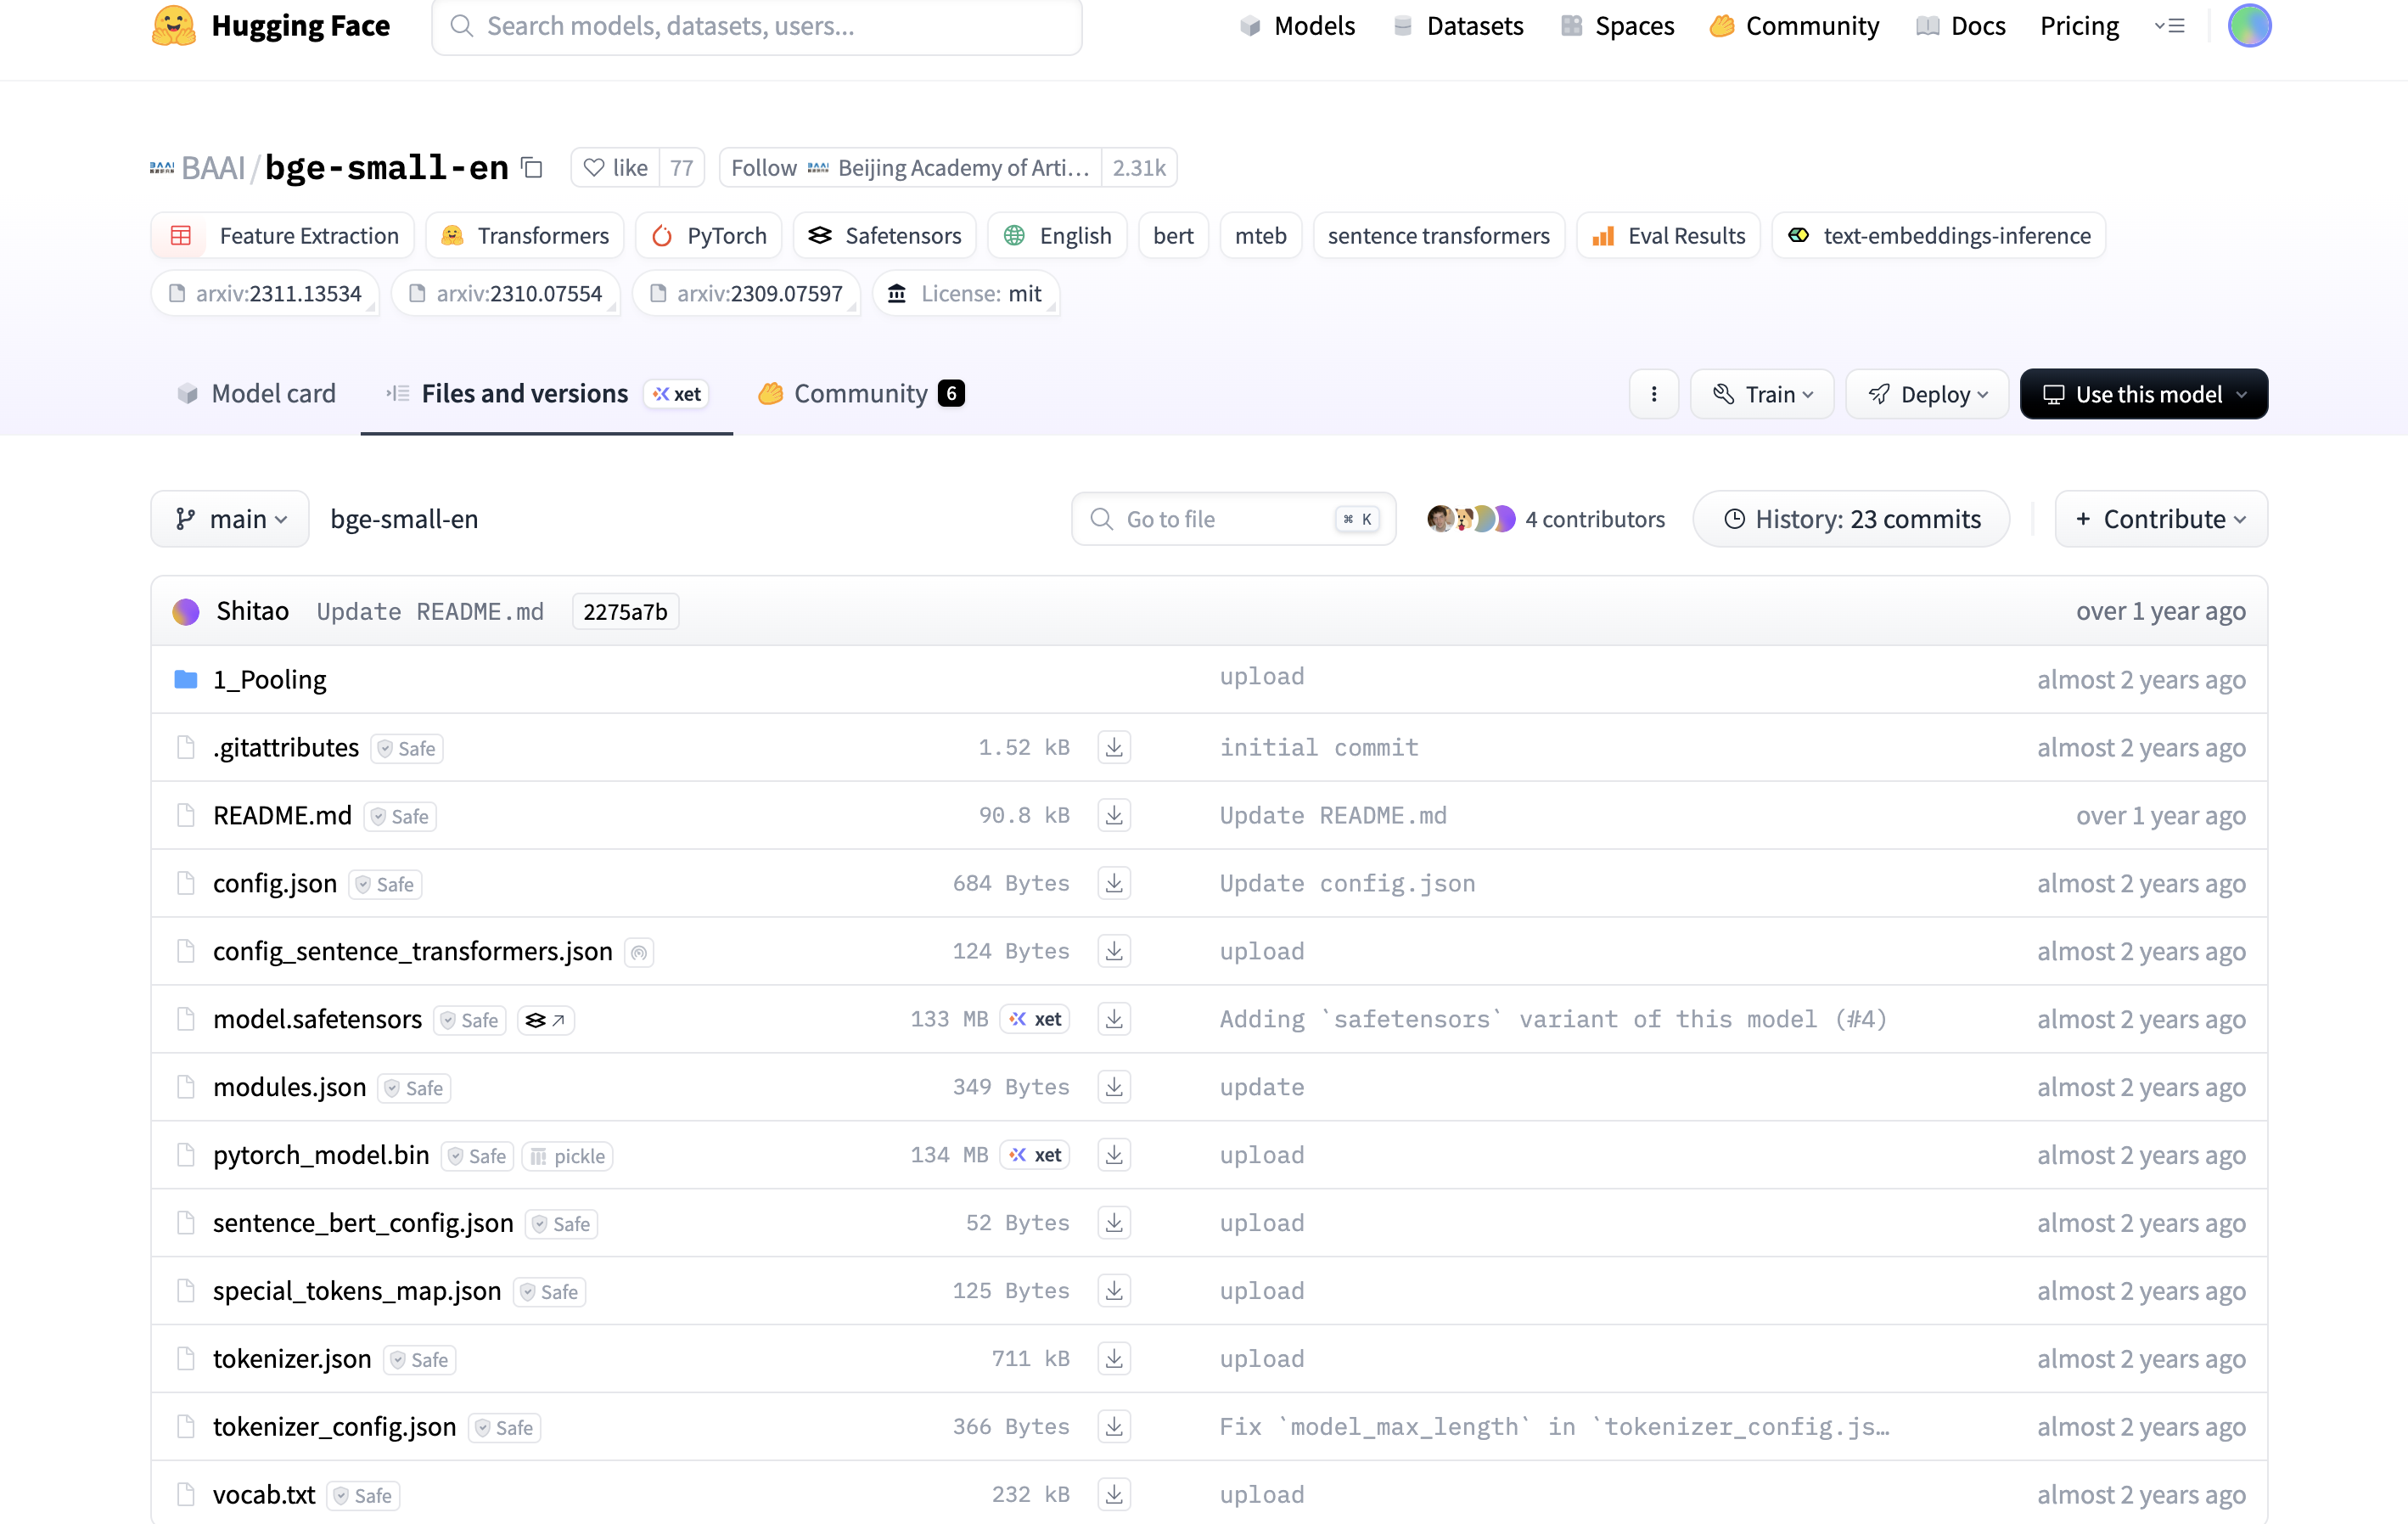 Hugging Face Search models, datasets, users... Models Datasets Spaces Community Docs Pricing
BAAI/bge-small-en like 77 Follow BAAI Beijing Academy of Arti... 2.31k
Feature Extraction Transformers PyTorch Safetensors English bert mteb sentence transformers Eval Results text-embeddings-inference
arxiv:2311.13534 arxiv:2310.07554 arxiv:2309.07597 License: mit
Model card Files and versions xet Community 6 Train Deploy Use this model
main bge-small-en Go to file ⌘ K 4 contributors History: 23 commits + Contribute
Shitao Update README.md 2275a7b over 1 year ago
1_Pooling upload almost 2 years ago
.gitattributes Safe 1.52 kB initial commit almost 2 years ago
README.md Safe 90.8 kB Update README.md over 1 year ago
config.json Safe 684 Bytes Update config.json almost 2 years ago
config_sentence_transformers.json 124 Bytes upload almost 2 years ago
model.safetensors Safe 133 MB xet Adding `safetensors` variant of this model (#4) almost 2 years ago
modules.json Safe 349 Bytes update almost 2 years ago
pytorch_model.bin Safe pickle 134 MB xet upload almost 2 years ago
sentence_bert_config.json Safe 52 Bytes upload almost 2 years ago
special_tokens_map.json Safe 125 Bytes upload almost 2 years ago
tokenizer.json Safe 711 kB upload almost 2 years ago
tokenizer_config.json Safe 366 Bytes Fix `model_max_length` in `tokenizer_config.js… almost 2 years ago
vocab.txt Safe 232 kB upload almost 2 years ago